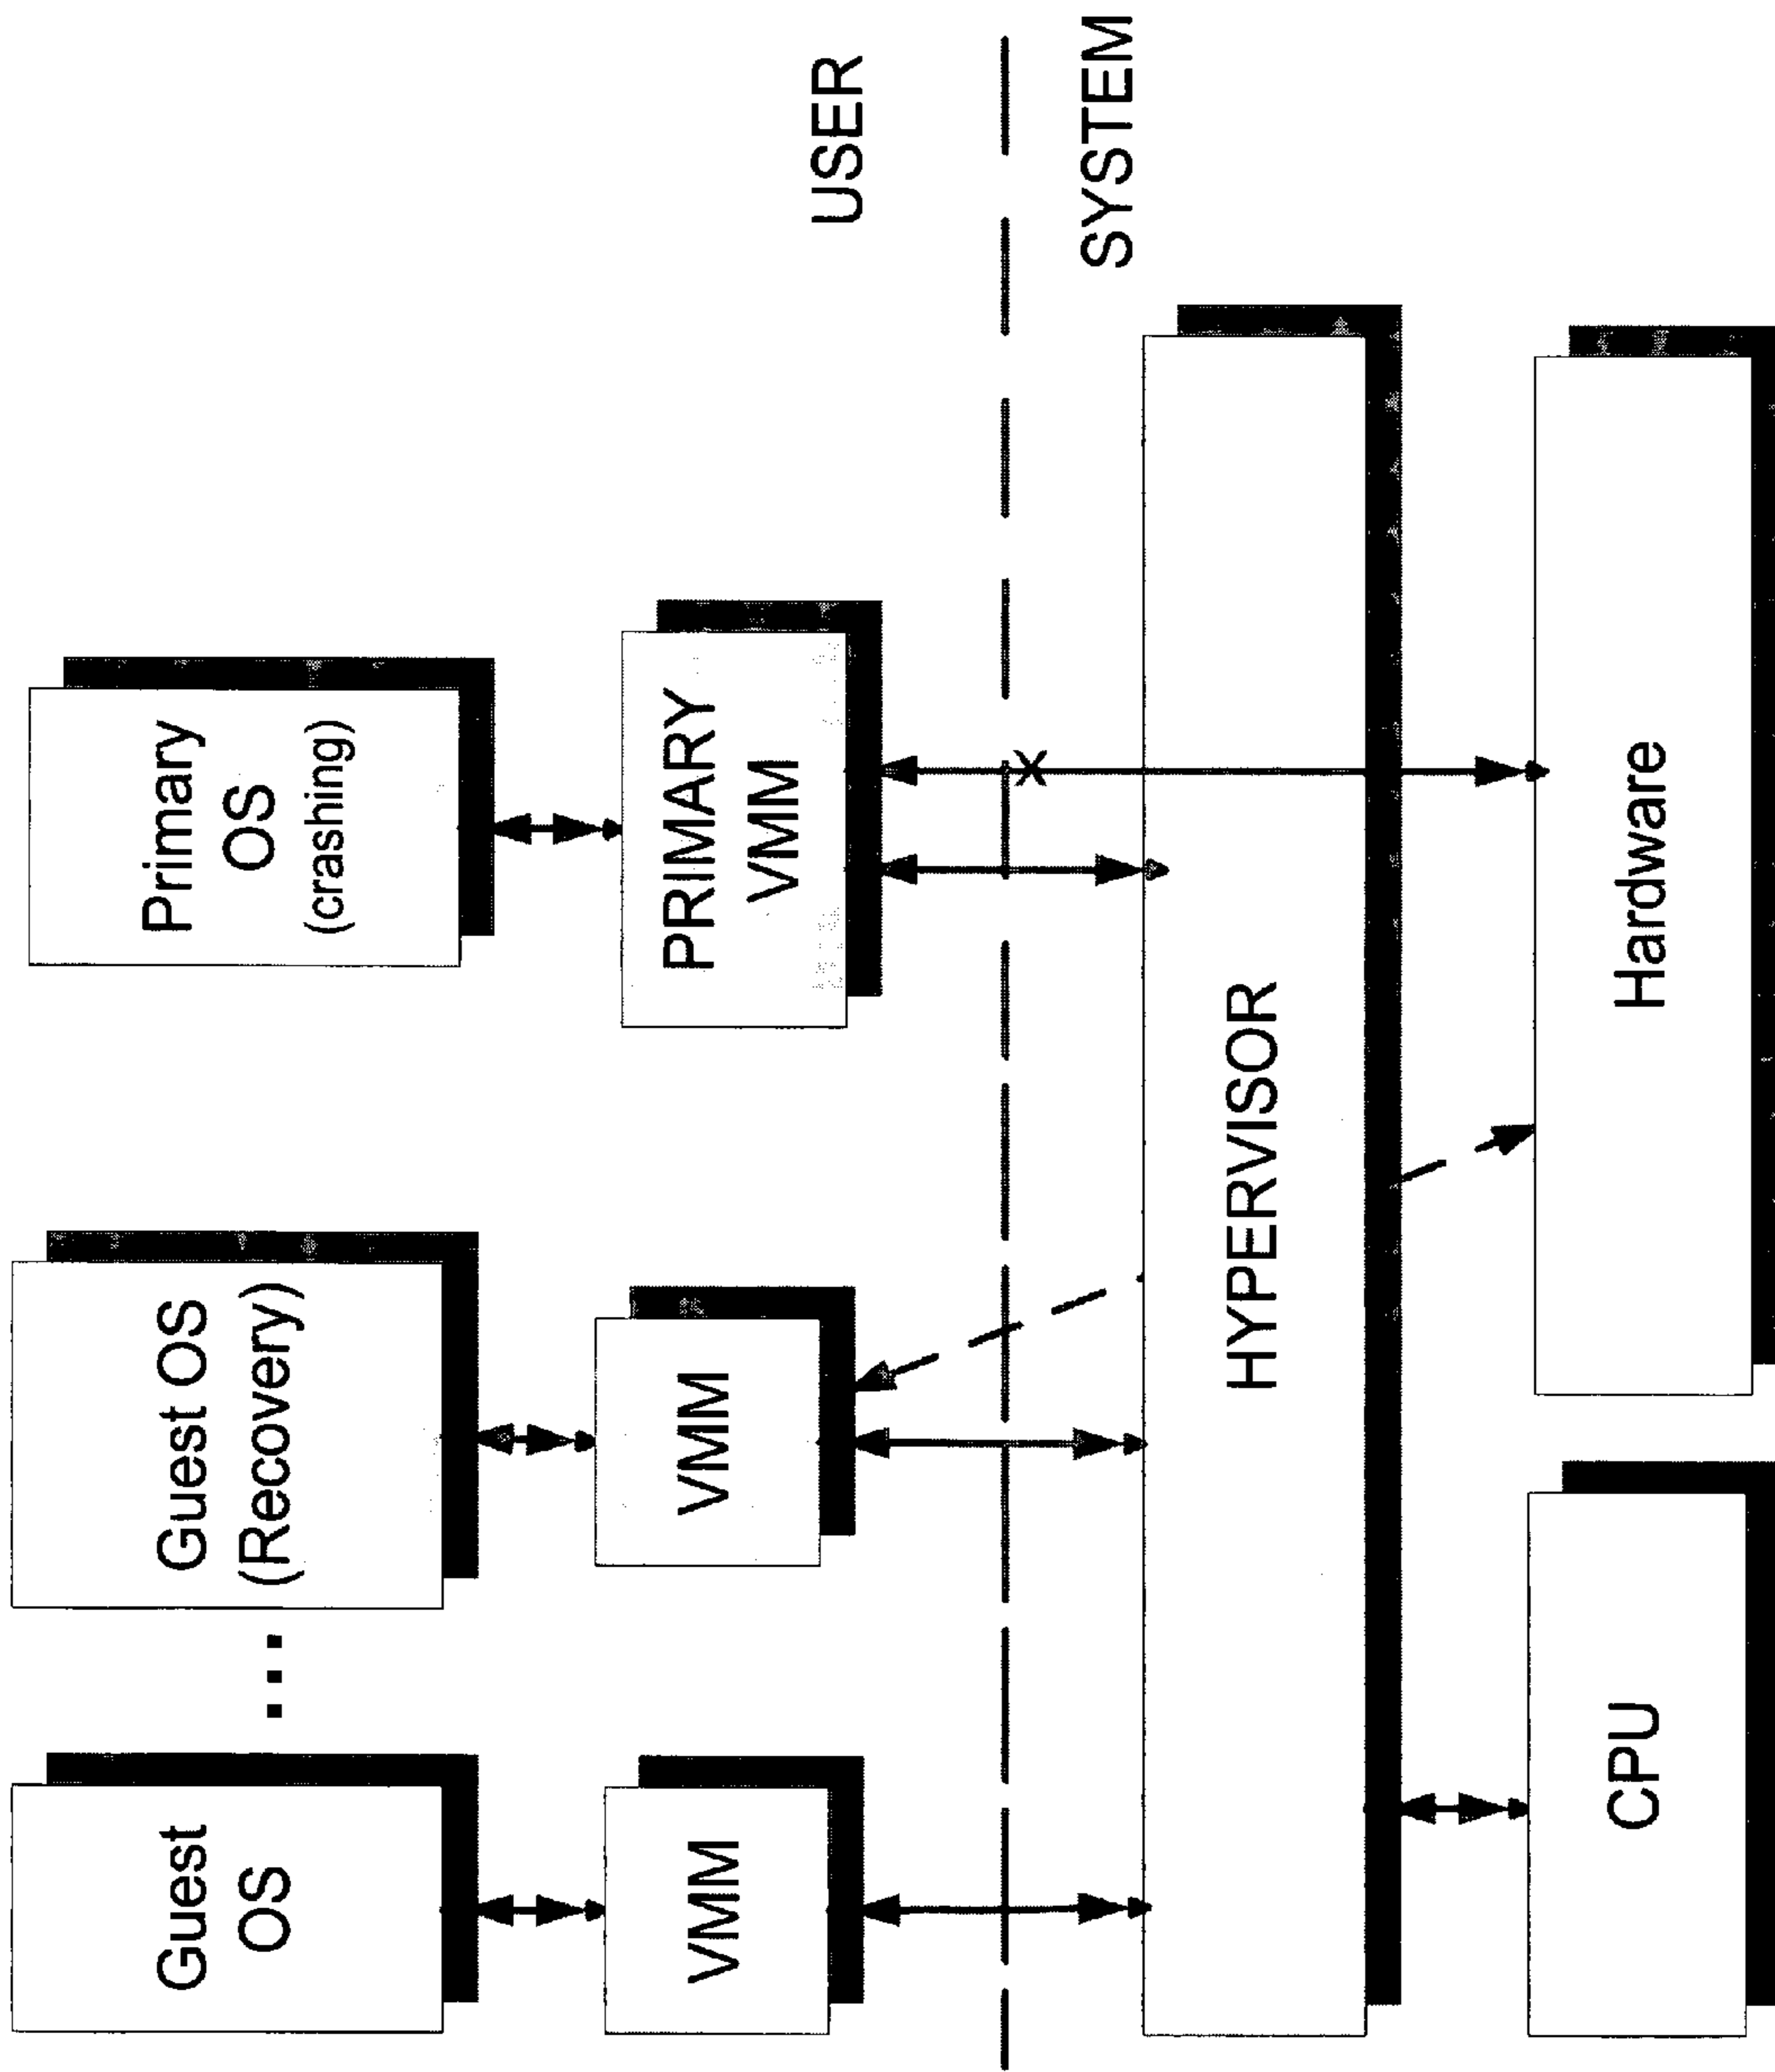 Guest
OS
...
Guest OS
(Recovery)
Primary
OS
(crashing)
VMM
VMM
PRIMARY
VMM
X
USER
SYSTEM
HYPERVISOR
CPU
Hardware